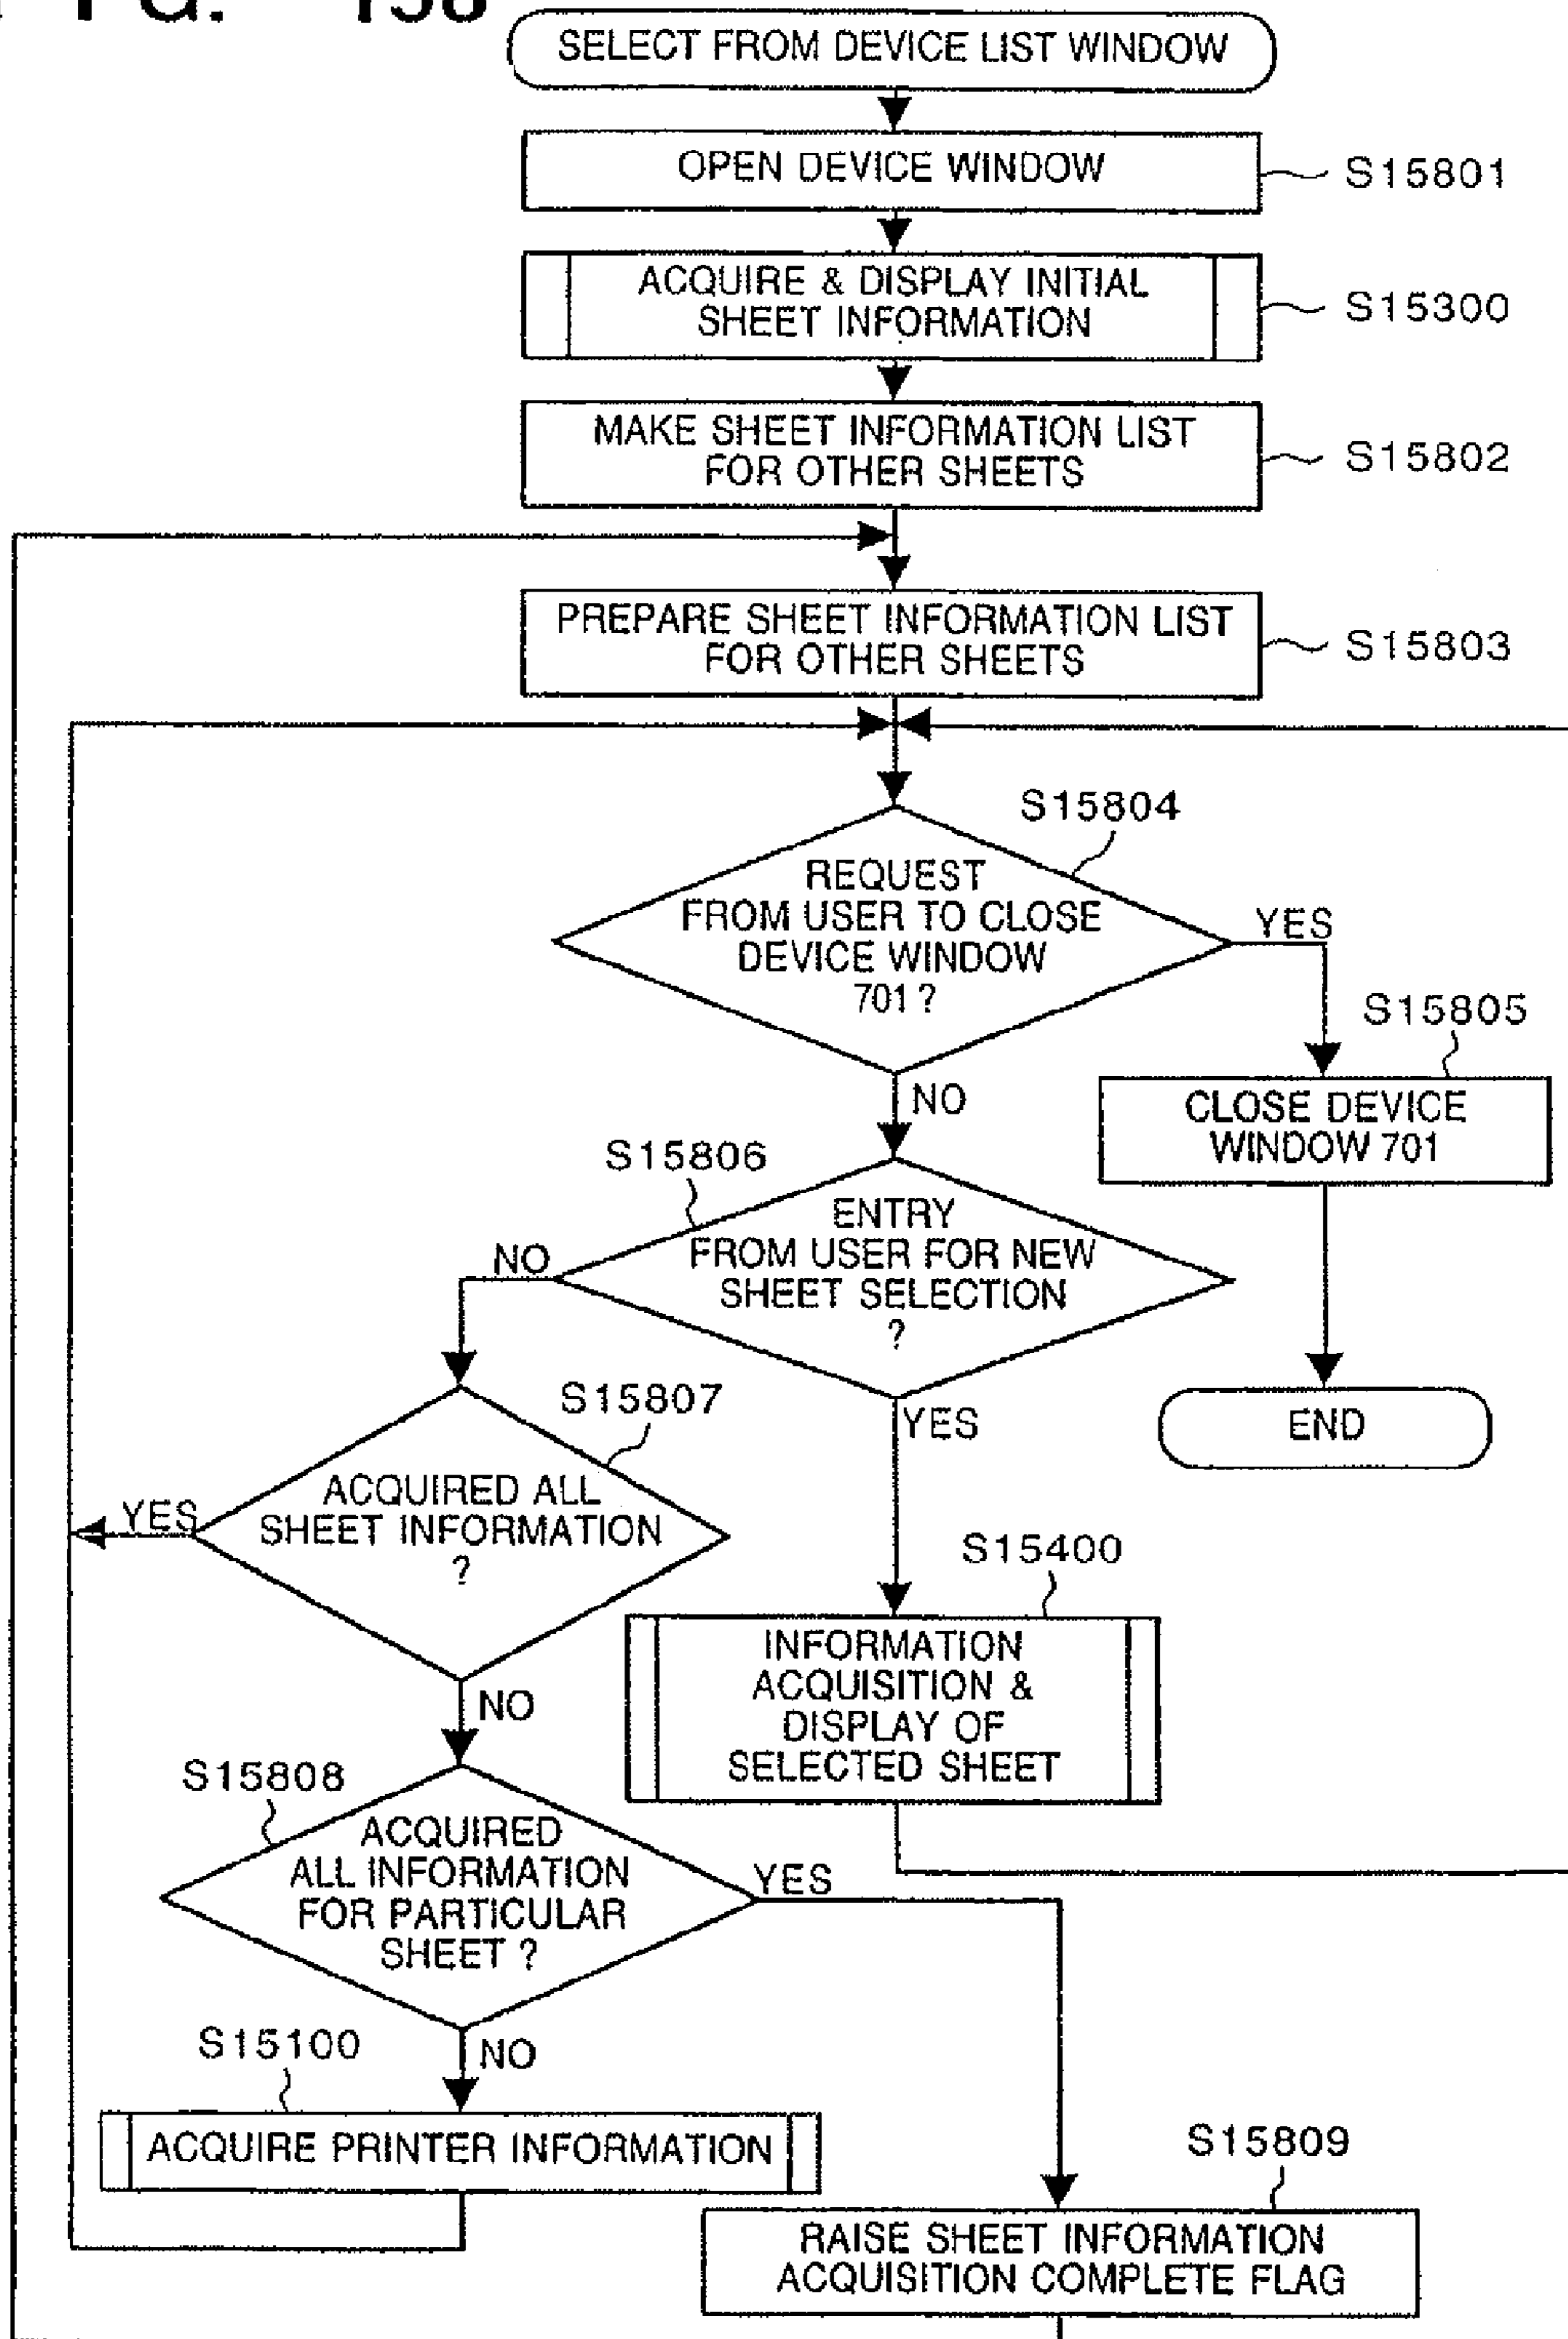 FG. 158
SELECT FROM DEVICE LIST WINDOW
OPEN DEVICE WINDOW
S15801
ACQUIRE & DISPLAY INITIAL
SHEET INFORMATION
S15300
MAKE SHEET INFORMATION LIST
FOR OTHER SHEETS
S15802
PREPARE SHEET INFORMATION LIST
FOR OTHER SHEETS
S15803
S15804
REQUEST
FROM USER TO CLOSE
DEVICE WINDOW
701 ?
YES
S15805
CLOSE DEVICE
WINDOW 701
END
NO
S15806
ENTRY
FROM USER FOR NEW
SHEET SELECTION
?
NO
YES
S15807
ACQUIRED ALL
SHEET INFORMATION
?
YES
NO
S15400
INFORMATION
ACQUISITION &
DISPLAY OF
SELECTED SHEET
S15808
ACQUIRED
ALL INFORMATION
FOR PARTICULAR
SHEET ?
YES
NO
S15100
ACQUIRE PRINTER INFORMATION
S15809
RAISE SHEET INFORMATION
ACQUISITION COMPLETE FLAG